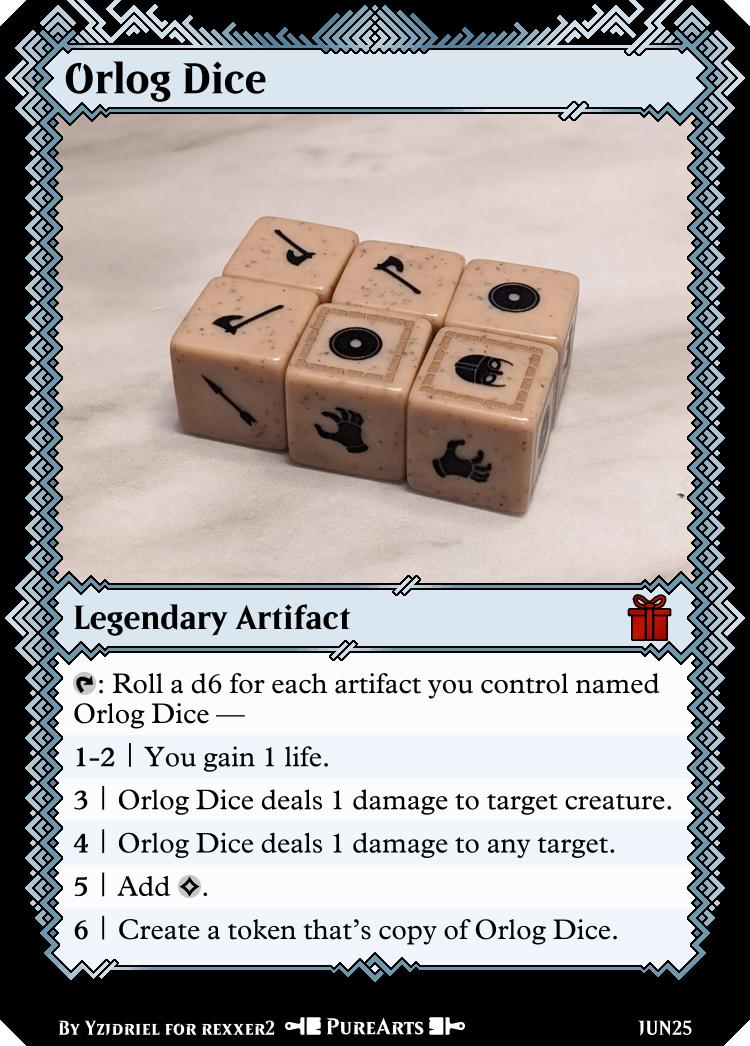 Orlog Dice
Legendary Artifact
: Roll a d6 for each artifact you control named
Orlog Dice —
1-2 | You gain 1 life.
3 | Orlog Dice deals 1 damage to target creature.
4 | Orlog Dice deals 1 damage to any target.
5 | Add .
6 | Create a token that's copy of Orlog Dice.
By Yzjdriel for rexxer2 PureArts JUN25